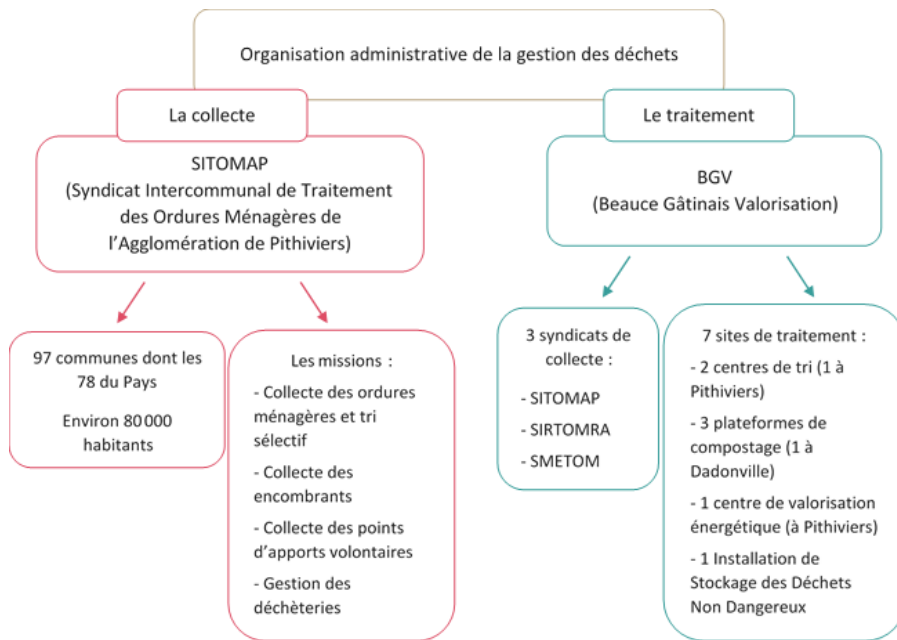 Organisation administrative de la gestion des déchets
La collecte
SITOMAP
(Syndicat Intercommunal de Traitement
des Ordures Ménagères de
l’Agglomération de Pithiviers)
97 communes dont les
78 du Pays
Environ 80 000
habitants
Les missions :
- Collecte des ordures
ménagères et tri
sélectif
- Collecte des
encombrants
- Collecte des points
d’apports volontaires
- Gestion des
déchèteries
Le traitement
BGV
(Beauce Gâtinais Valorisation)
3 syndicats de
collecte :
- SITOMAP
- SIRTOMRA
- SMETOM
7 sites de traitement :
- 2 centres de tri (1 à
Pithiviers)
- 3 plateformes de
compostage (1 à
Dadonville)
- 1 centre de valorisation
énergétique (à Pithiviers)
- 1 Installation de
Stockage des Déchets
Non Dangereux